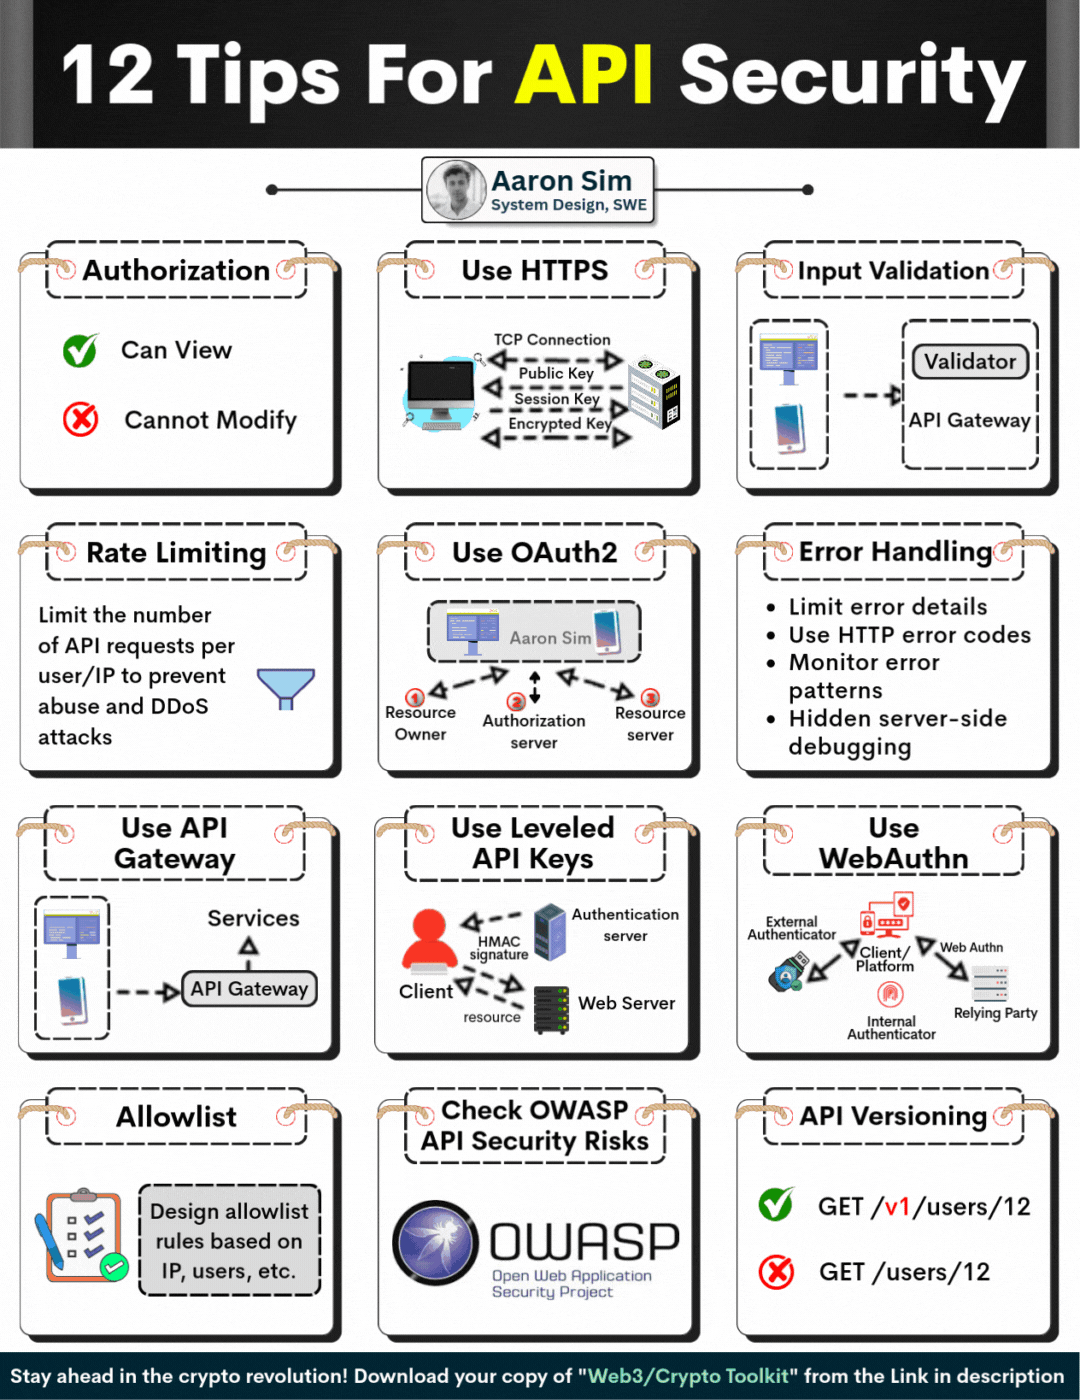 12 Tips For API Security
Aaron Sim
System Design, SWE
Authorization
Can View
Cannot Modify
Use HTTPS
TCP Connection
Public Key
Session Key
Encrypted Key
Input Validation
Validator
API Gateway
Rate Limiting
Limit the number
of API requests per
user/IP to prevent
abuse and DDoS
attacks
Use OAuth2
Aaron Sim
1
Resource
Owner
2
Authorization
server
3
Resource
server
Error Handling
• Limit error details
• Use HTTP error codes
• Monitor error
patterns
• Hidden server-side
debugging
Use API
Gateway
Services
API Gateway
Use Leveled
API Keys
Authentication
server
HMAC
signature
Client
Web Server
resource
Use
WebAuthn
External
Authenticator
Client/
Platform
Web Authn
Internal
Authenticator
Relying Party
Allowlist
Design allowlist
rules based on
IP, users, etc.
Check OWASP
API Security Risks
OWASP
Open Web Application
Security Project
API Versioning
GET /v1/users/12
GET /users/12
Stay ahead in the crypto revolution! Download your copy of "Web3/Crypto Toolkit" from the Link in description